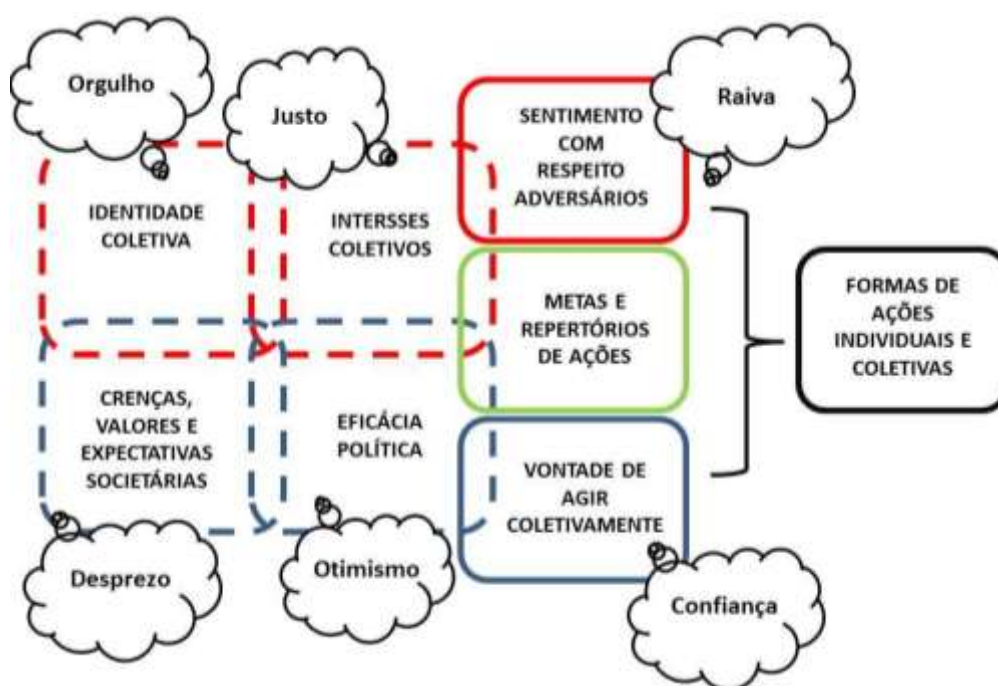 Orgulho
Justo
Raiva
SENTIMENTO
COM
RESPEITO
ADVERSÁRIOS
IDENTIDADE
COLETIVA
INTERSSES
COLETIVOS
METAS E
REPERTÓRIOS
DE AÇÕES
FORMAS DE
AÇÕES
INDIVIDUAIS E
COLETIVAS
CRENÇAS,
VALORES E
EXPECTATIVAS
SOCIETÁRIAS
EFICÁCIA
POLÍTICA
VONTADE DE
AGIR
COLETIVAMENTE
Desprezo
Otimismo
Confiança